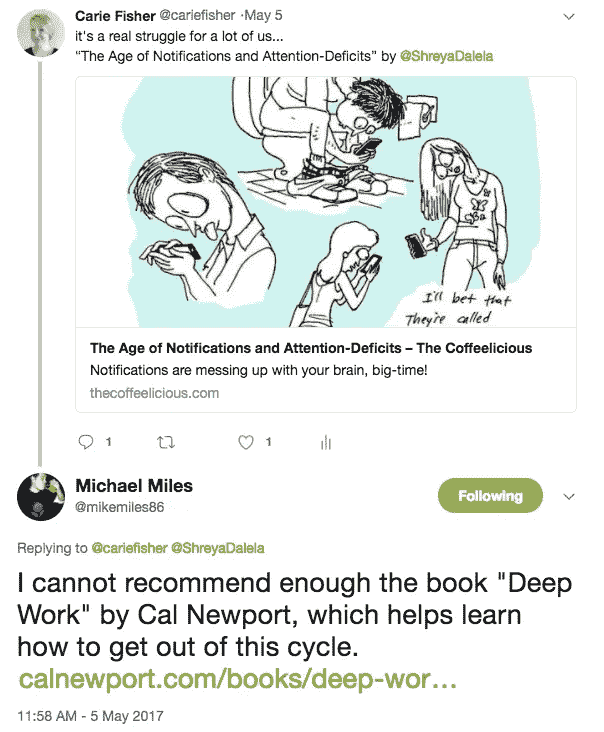 Carie Fisher @cariefisher ·May 5
it's a real struggle for a lot of us...
“The Age of Notifications and Attention-Deficits” by @ShreyaDalela
I'll bet that
They're called
The Age of Notifications and Attention-Deficits – The Coffeelicious
Notifications are messing up with your brain, big-time!
thecoffeelicious.com
1
1
Michael Miles
@mikemiles86
Following
Replying to @cariefisher @ShreyaDalela
I cannot recommend enough the book "Deep
Work" by Cal Newport, which helps learn
how to get out of this cycle.
calnewport.com/books/deep-wor...
11:58 AM - 5 May 2017